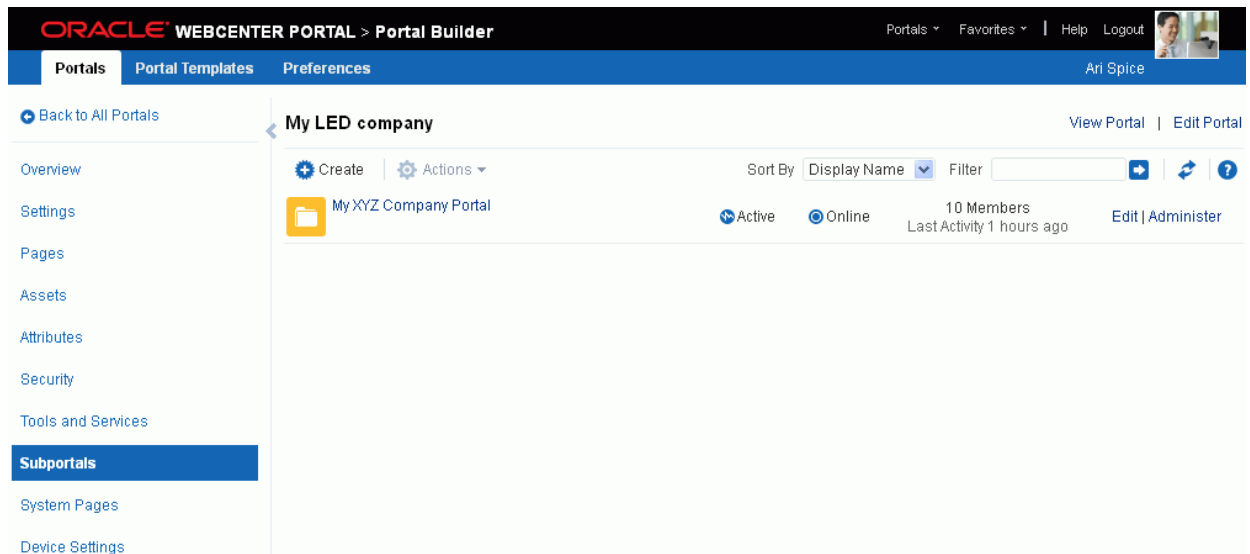 ORACLE WEBCENTER PORTAL > Portal Builder
Portals Favorites | Help Logout
Portals Portal Templates Preferences
Ari Spice
Back to All Portals
My LED company
View Portal | Edit Portal
Overview
Create Actions
Sort By Display Name Filter
Settings
My XYZ Company Portal
Active Online
10 Members
Last Activity 1 hours ago
Edit | Administer
Pages
Assets
Attributes
Security
Tools and Services
Subportals
System Pages
Device Settings